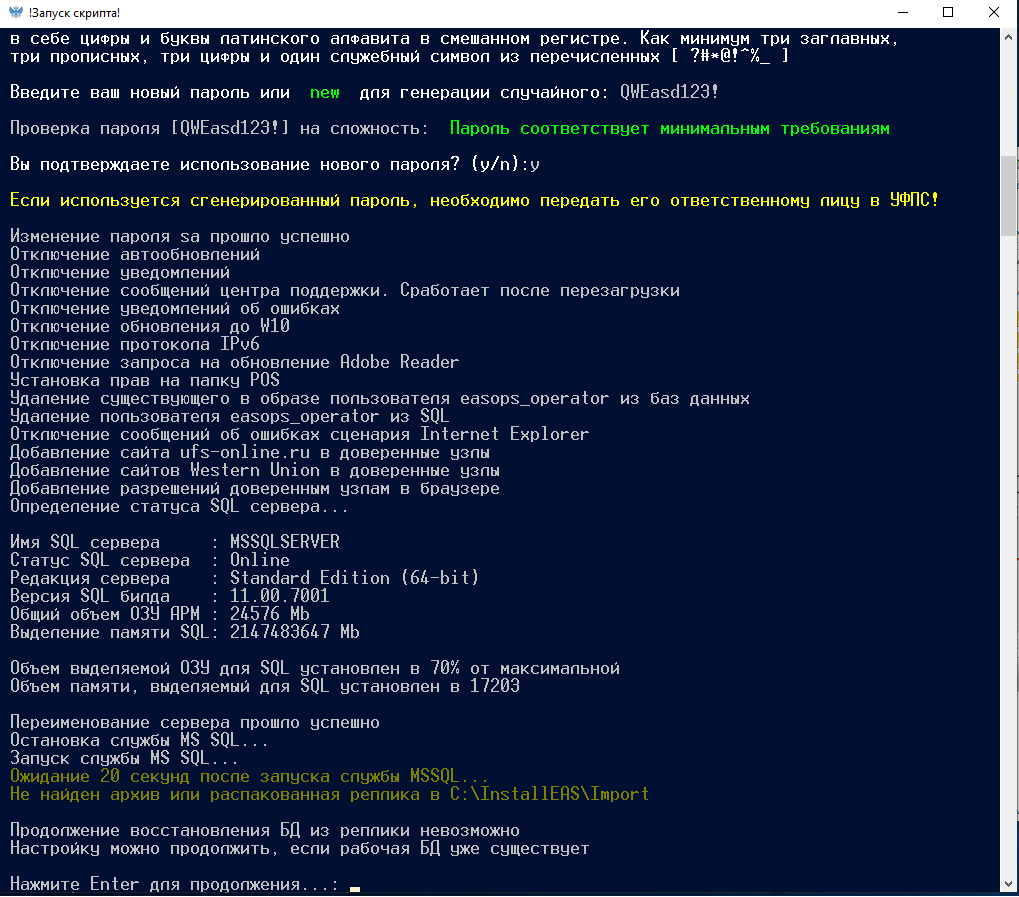 !Запуск скрипта!
в себе цифры и буквы латинского алфавита в смешанном регистре. Как минимум три заглавных,
три прописных, три цифры и один служебный символ из перечисленных [ ?#*@!^%_ ]
Введите ваш новый пароль или  new  для генерации случайного: QWEasd123!
Проверка пароля [QWEasd123!] на сложность:  Пароль соответствует минимальным требованиям
Вы подтверждаете использование нового пароля? (y/n):y
Если используется сгенерированный пароль, необходимо передать его ответственному лицу в УФПС!
Изменение пароля sa прошло успешно
Отключение автообновлений
Отключение уведомлений
Отключение сообщений центра поддержки. Сработает после перезагрузки
Отключение уведомлений об ошибках
Отключение обновления до W10
Отключение протокола IPv6
Отключение запроса на обновление Adobe Reader
Установка прав на папку POS
Удаление существующего в образе пользователя easops_operator из баз данных
Удаление пользователя easops_operator из SQL
Отключение сообщений об ошибках сценария Internet Explorer
Добавление сайта ufs-online.ru в доверенные узлы
Добавление сайтов Western Union в доверенные узлы
Добавление разрешений доверенным узлам в браузере
Определение статуса SQL сервера...
Имя SQL сервера     : MSSQLSERVER
Статус SQL сервера  : Online
Редакция сервера    : Standard Edition (64-bit)
Версия SQL билда    : 11.00.7001
Общий объем ОЗУ АРМ : 24576 Mb
Выделение памяти SQL: 2147483647 Mb
Объем выделяемой ОЗУ для SQL установлен в 70% от максимальной
Объем памяти, выделяемый для SQL установлен в 17203
Переименование сервера прошло успешно
Остановка службы MS SQL...
Запуск службы MS SQL...
Ожидание 20 секунд после запуска службы MSSQL...
Не найден архив или распакованная реплика в C:\InstallEAS\Import
Продолжение восстановления БД из реплики невозможно
Настройку можно продолжить, если рабочая БД уже существует
Нажмите Enter для продолжения...: